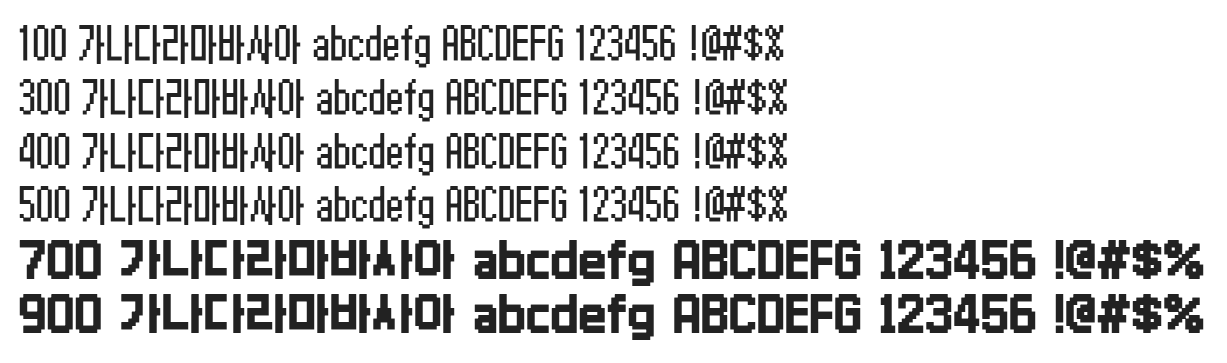 100 가나다라마바사아 abcdefg ABCDEFG 123456 !@#$%
300 가나다라마바사아 abcdefg ABCDEFG 123456 !@#$%
400 가나다라마바사아 abcdefg ABCDEFG 123456 !@#$%
500 가나다라마바사아 abcdefg ABCDEFG 123456 !@#$%
700 가나다라마바사아 abcdefg ABCDEFG 123456 !@#$%
900 가나다라마바사아 abcdefg ABCDEFG 123456 !@#$%